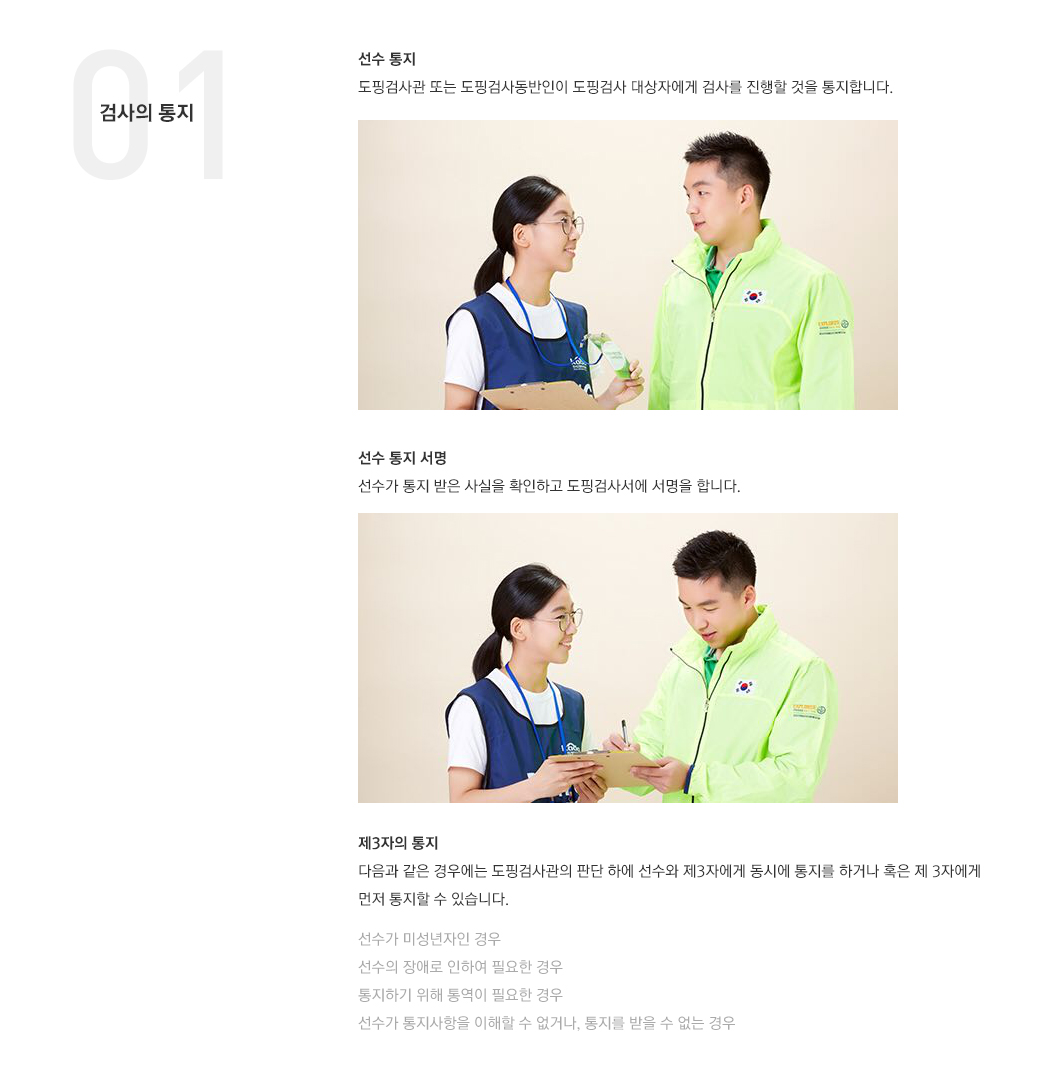 01
검사의 통지
선수 통지
도핑검사관 또는 도핑검사동반인이 도핑검사 대상자에게 검사를 진행할 것을 통지합니다.
선수 통지 서명
선수가 통지 받은 사실을 확인하고 도핑검사서에 서명을 합니다.
제3자의 통지
다음과 같은 경우에는 도핑검사관의 판단 하에 선수와 제3자에게 동시에 통지를 하거나 혹은 제 3자에게
먼저 통지할 수 있습니다.
선수가 미성년자인 경우
선수의 장애로 인하여 필요한 경우
통지하기 위해 통역이 필요한 경우
선수가 통지사항을 이해할 수 없거나, 통지를 받을 수 없는 경우